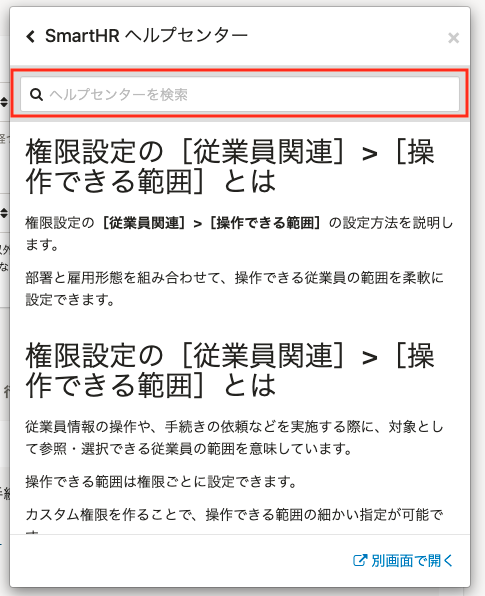 SmartHR ヘルプセンター
ヘルプセンターを検索
権限設定の［従業員関連］>［操
作できる範囲］とは
権限設定の［従業員関連］>［操作できる範囲］の設定方法を説明し
ます。
部署と雇用形態を組み合わせて、操作できる従業員の範囲を柔軟に
設定できます。
権限設定の［従業員関連］>［操
作できる範囲］とは
従業員情報の操作や、手続きの依頼などを実施する際に、対象とし
て参照・選択できる従業員の範囲を意味しています。
操作できる範囲は権限ごとに設定できます。
カスタム権限を作ることで、操作できる範囲の細かい指定が可能で
す
別画面で開く